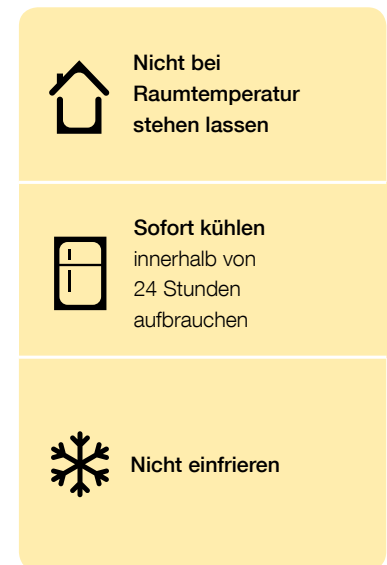 Nicht bei
Raumtemperatur
stehen lassen
Sofort kühlen
innerhalb von
24 Stunden
aufbrauchen
Nicht einfrieren